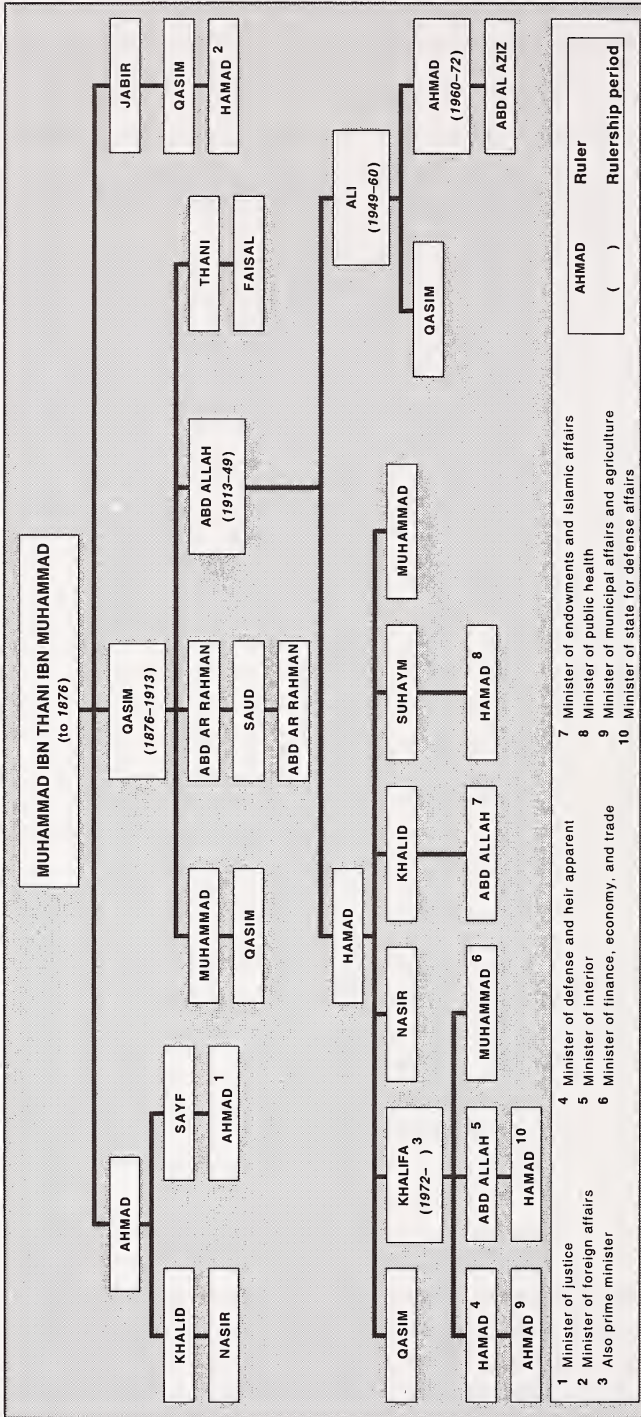 MUHAMMAD IBN THANI IBN MUHAMMAD
(to 1876)
AHMAD
QASIM
(1876–1913)
JABIR
KHALID
SAYF
MUHAMMAD
ABD AR RAHMAN
ABD ALLAH
(1913–49)
THANI
QASIM
NASIR
AHMAD 1
QASIM
SAUD
FAISAL
HAMAD 2
ABD AR RAHMAN
HAMAD
ALI
(1949–60)
QASIM
KHALIFA
(1972– ) 3
NASIR
KHALID
SUHAYM
MUHAMMAD
QASIM
AHMAD
(1960–72)
HAMAD 4
ABD ALLAH 5
MUHAMMAD 6
ABD ALLAH 7
HAMAD 8
ABD AL AZIZ
AHMAD 9
HAMAD 10
1 Minister of justice
2 Minister of foreign affairs
3 Also prime minister
4 Minister of defense and heir apparent
5 Minister of interior
6 Minister of finance, economy, and trade
7 Minister of endowments and Islamic affairs
8 Minister of public health
9 Minister of municipal affairs and agriculture
10 Minister of state for defense affairs
AHMAD Ruler
( ) Rulership period